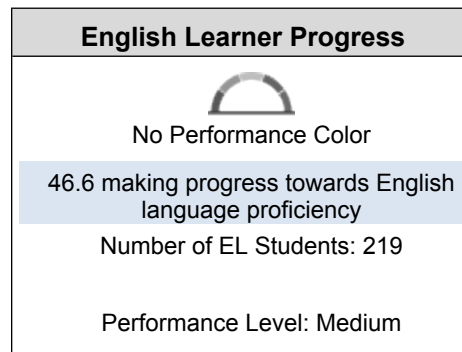 English Learner Progress
No Performance Color
46.6 making progress towards English
language proficiency
Number of EL Students: 219
Performance Level: Medium